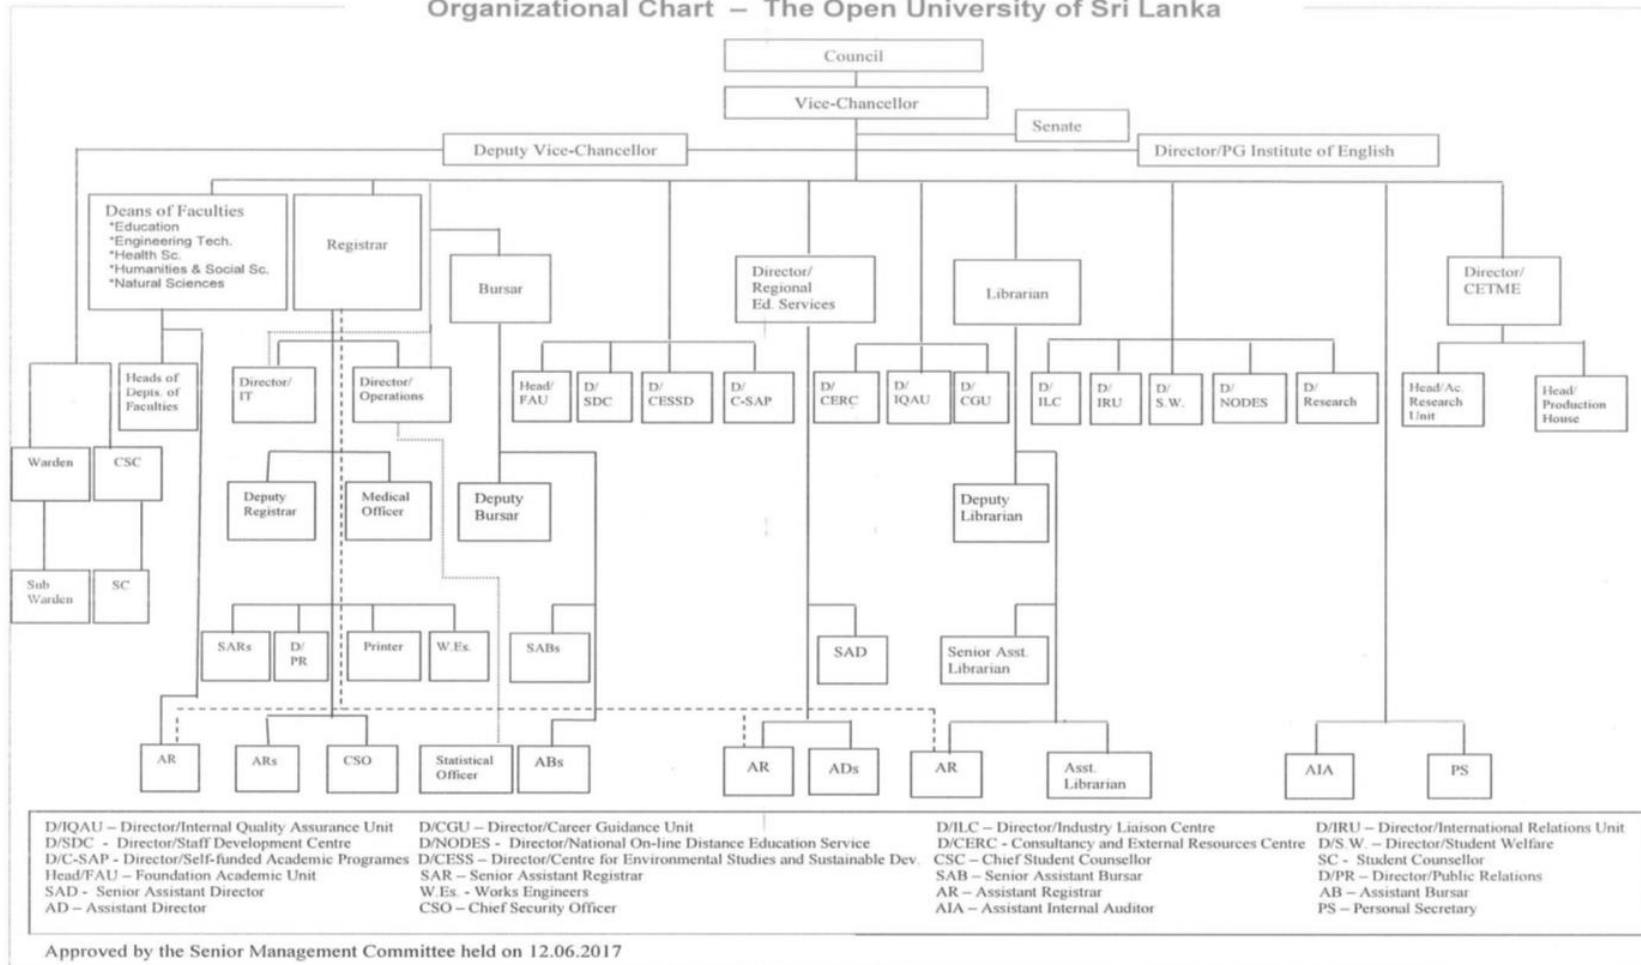 Organizational Chart – The Open University of Sri Lanka
Council
Vice-Chancellor
Senate
Deputy Vice-Chancellor
Director/PG Institute of English
Deans of Faculties
*Education
*Engineering Tech.
*Health Sc.
*Humanities & Social Sc.
*Natural Sciences
Registrar
Bursar
Director/
Regional
Ed. Services
Librarian
Director/
CETME
Heads of
Depts. of
Faculties
Director/
IT
Director/
Operations
Head/
FAU
D/
SDC
D/
CESSD
D/
C-SAP
D/
CERC
D/
IQAU
D/
CGU
D/
ILC
D/
IRU
D/
S.W.
D/
NODES
D/
Research
Head/Ac.
Research
Unit
Head/
Production
House
Warden
CSC
Deputy
Registrar
Medical
Officer
Deputy
Bursar
Deputy
Librarian
Sub
Warden
SC
SARs
D/
PR
Printer
W.Es.
SABs
SAD
Senior Asst.
Librarian
AR
ARs
CSO
Statistical
Officer
ABs
AR
ADs
AR
Asst.
Librarian
AIA
PS
D/IQAU – Director/Internal Quality Assurance Unit
D/SDC - Director/Staff Development Centre
D/C-SAP - Director/Self-funded Academic Programes
Head/FAU – Foundation Academic Unit
SAD - Senior Assistant Director
AD – Assistant Director
D/CGU – Director/Career Guidance Unit
D/NODES - Director/National On-line Distance Education Service
D/CESS – Director/Centre for Environmental Studies and Sustainable Dev.
SAR – Senior Assistant Registrar
W.Es. - Works Engineers
CSO – Chief Security Officer
D/ILC – Director/Industry Liaison Centre
D/CERC - Consultancy and External Resources Centre
CSC – Chief Student Counsellor
SAB – Senior Assistant Bursar
AR – Assistant Registrar
AIA – Assistant Internal Auditor
D/IRU – Director/International Relations Unit
D/S.W. – Director/Student Welfare
SC - Student Counsellor
D/PR – Director/Public Relations
AB – Assistant Bursar
PS – Personal Secretary
Approved by the Senior Management Committee held on 12.06.2017